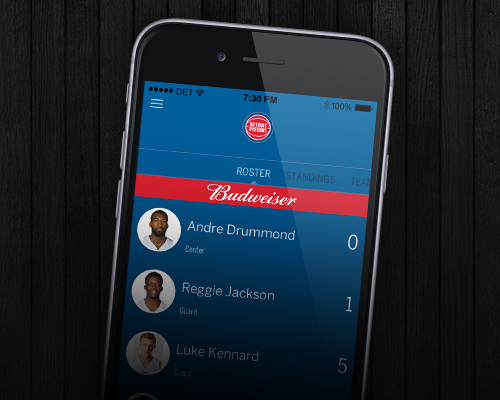 DET
7:30 PM
100%
DETROIT
PISTONS
ROSTER
STANDINGS
TEAM
Budweiser
Andre Drummond
0
Center
Reggie Jackson
1
Guard
Luke Kennard
5
Guard